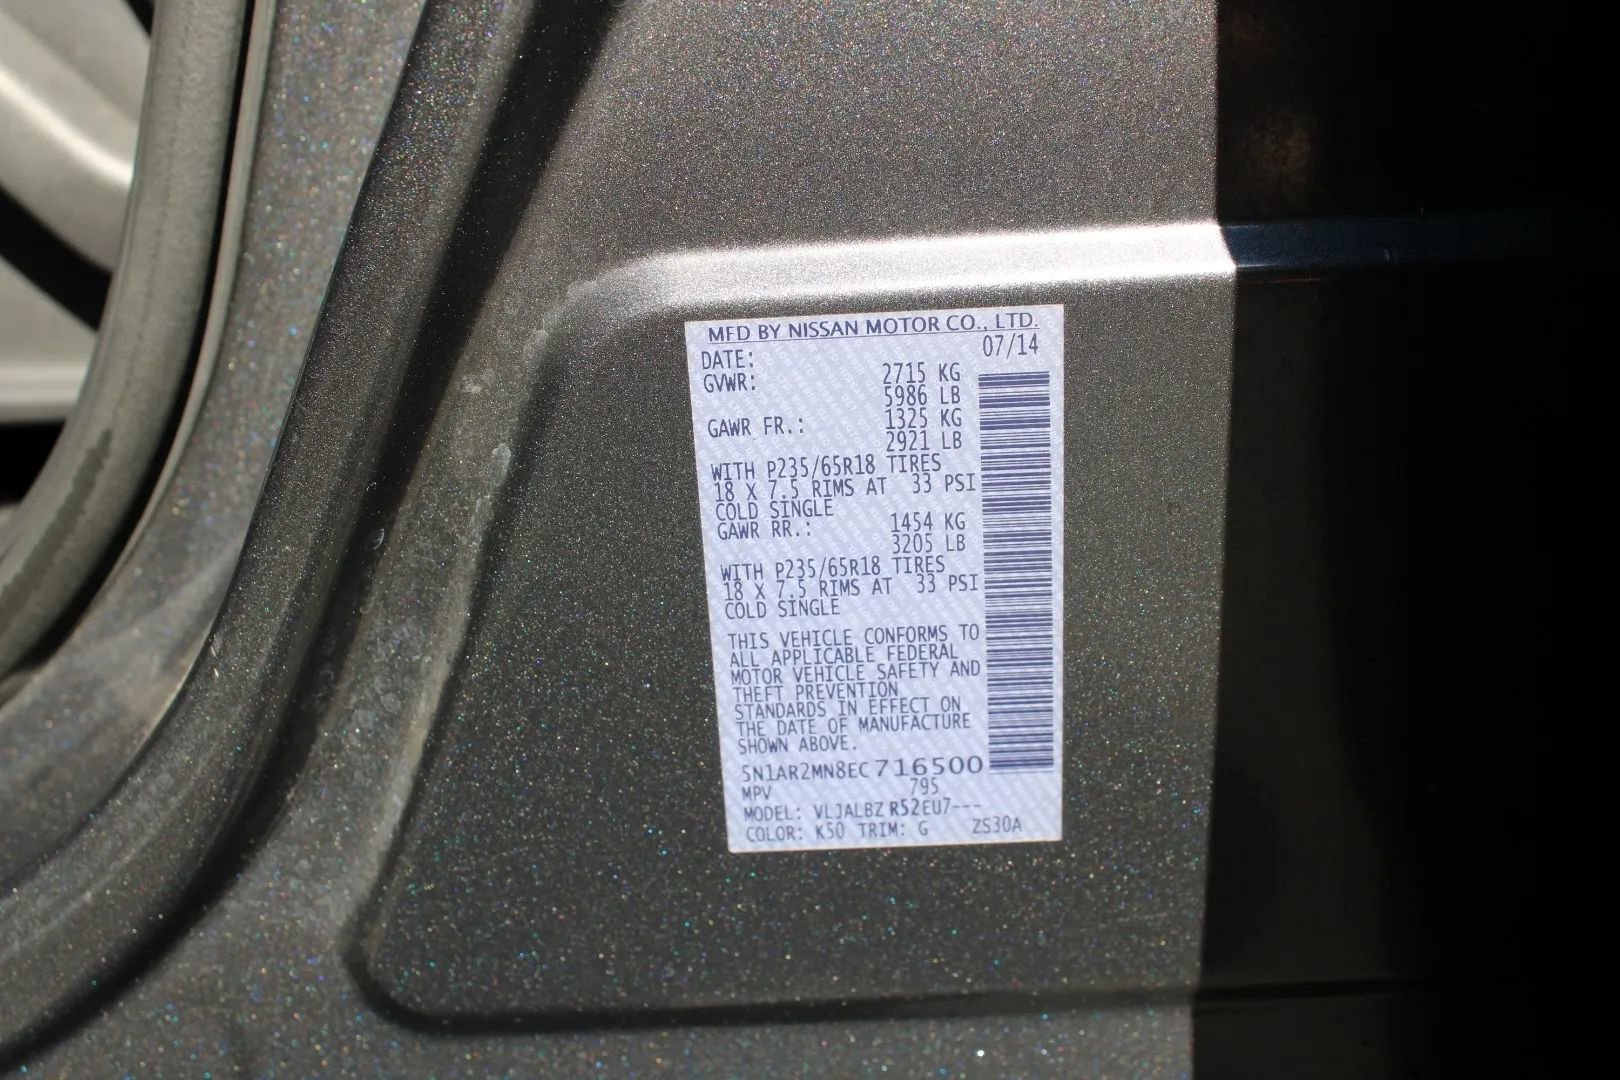 MFD BY NISSAN MOTOR CO., LTD.
DATE: 07/14
GVWR: 2715 KG
5986 LB
GAWR FR.: 1325 KG
2921 LB
WITH P235/65R18 TIRES
18 X 7.5 RIMS AT 33 PSI
COLD SINGLE
GAWR RR.: 1454 KG
3205 LB
WITH P235/65R18 TIRES
18 X 7.5 RIMS AT 33 PSI
COLD SINGLE
THIS VEHICLE CONFORMS TO
ALL APPLICABLE FEDERAL
MOTOR VEHICLE SAFETY AND
THEFT PREVENTION
STANDARDS IN EFFECT ON
THE DATE OF MANUFACTURE
SHOWN ABOVE.
5N1AR2MN8EC716500
MPV 795
MODEL: VLJALBZ R52EU7---
COLOR: K50 TRIM: G ZS30A